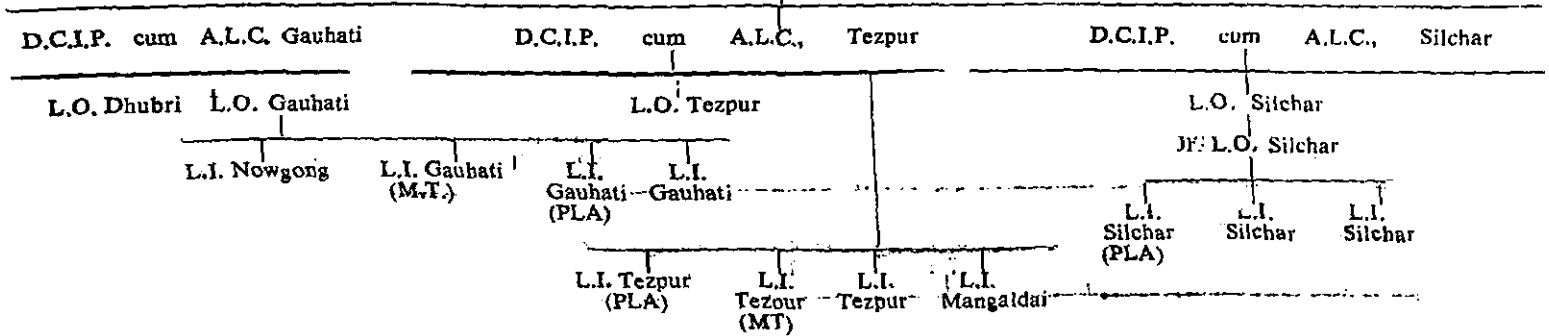 D.C.I.P. cum A.L.C. Gauhati D.C.I.P. cum A.L.C., Tezpur D.C.I.P. cum A.L.C., Silchar
L.O. Dhubri L.O. Gauhati L.O. Tezpur L.O. Silchar
Jr. L.O. Silchar
L.I. Nowgong L.I. Gauhati L.I. L.I.
(M.T.) Gauhati Gauhati
(PLA)
L.I. L.I. L.I.
Silchar Silchar Silchar
(PLA)
L.I. Tezpur L.I. L.I. L.I.
(PLA) Tezour Tezpur Mangaldai
(MT)